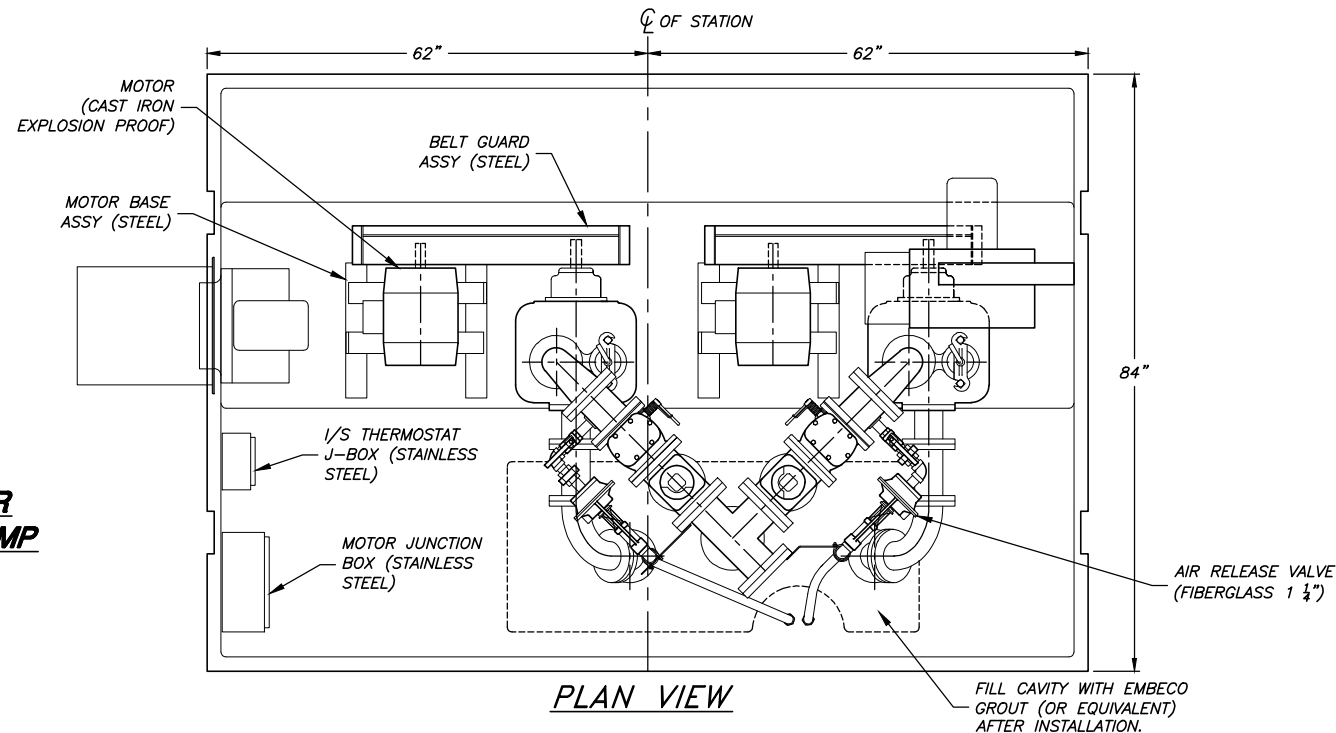 ℄ OF STATION
62" 62"
MOTOR
(CAST IRON
EXPLOSION PROOF)
BELT GUARD
ASSY (STEEL)
MOTOR BASE
ASSY (STEEL)
84"
I/S THERMOSTAT
J-BOX (STAINLESS
STEEL)
R
MP
MOTOR JUNCTION
BOX (STAINLESS
STEEL)
AIR RELEASE VALVE
(FIBERGLASS 1 1/4")
PLAN VIEW
FILL CAVITY WITH EMBECO
GROUT (OR EQUIVALENT)
AFTER INSTALLATION.